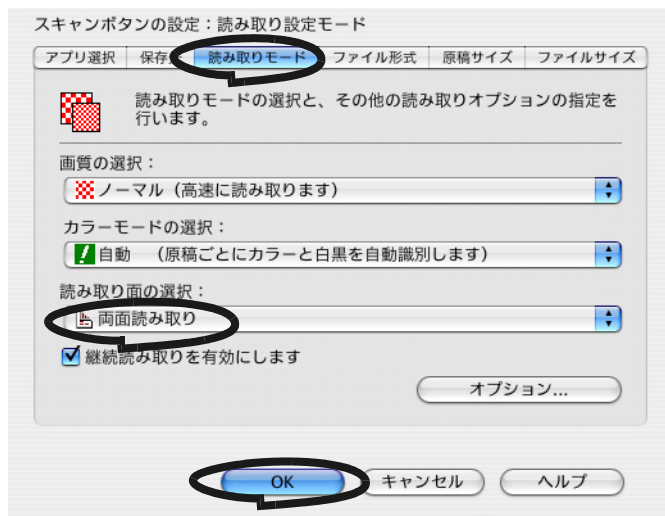 スキャンボタンの設定：読み取り設定モード
アプリ選択 保存 読み取りモード ファイル形式 原稿サイズ ファイルサイズ
読み取りモードの選択と、その他の読み取りオプションの指定を
行います。
画質の選択：
ノーマル（高速に読み取ります）
カラーモードの選択：
自動 （原稿ごとにカラーと白黒を自動識別します）
読み取り面の選択：
両面読み取り
継続読み取りを有効にします
オプション...
OK キャンセル ヘルプ